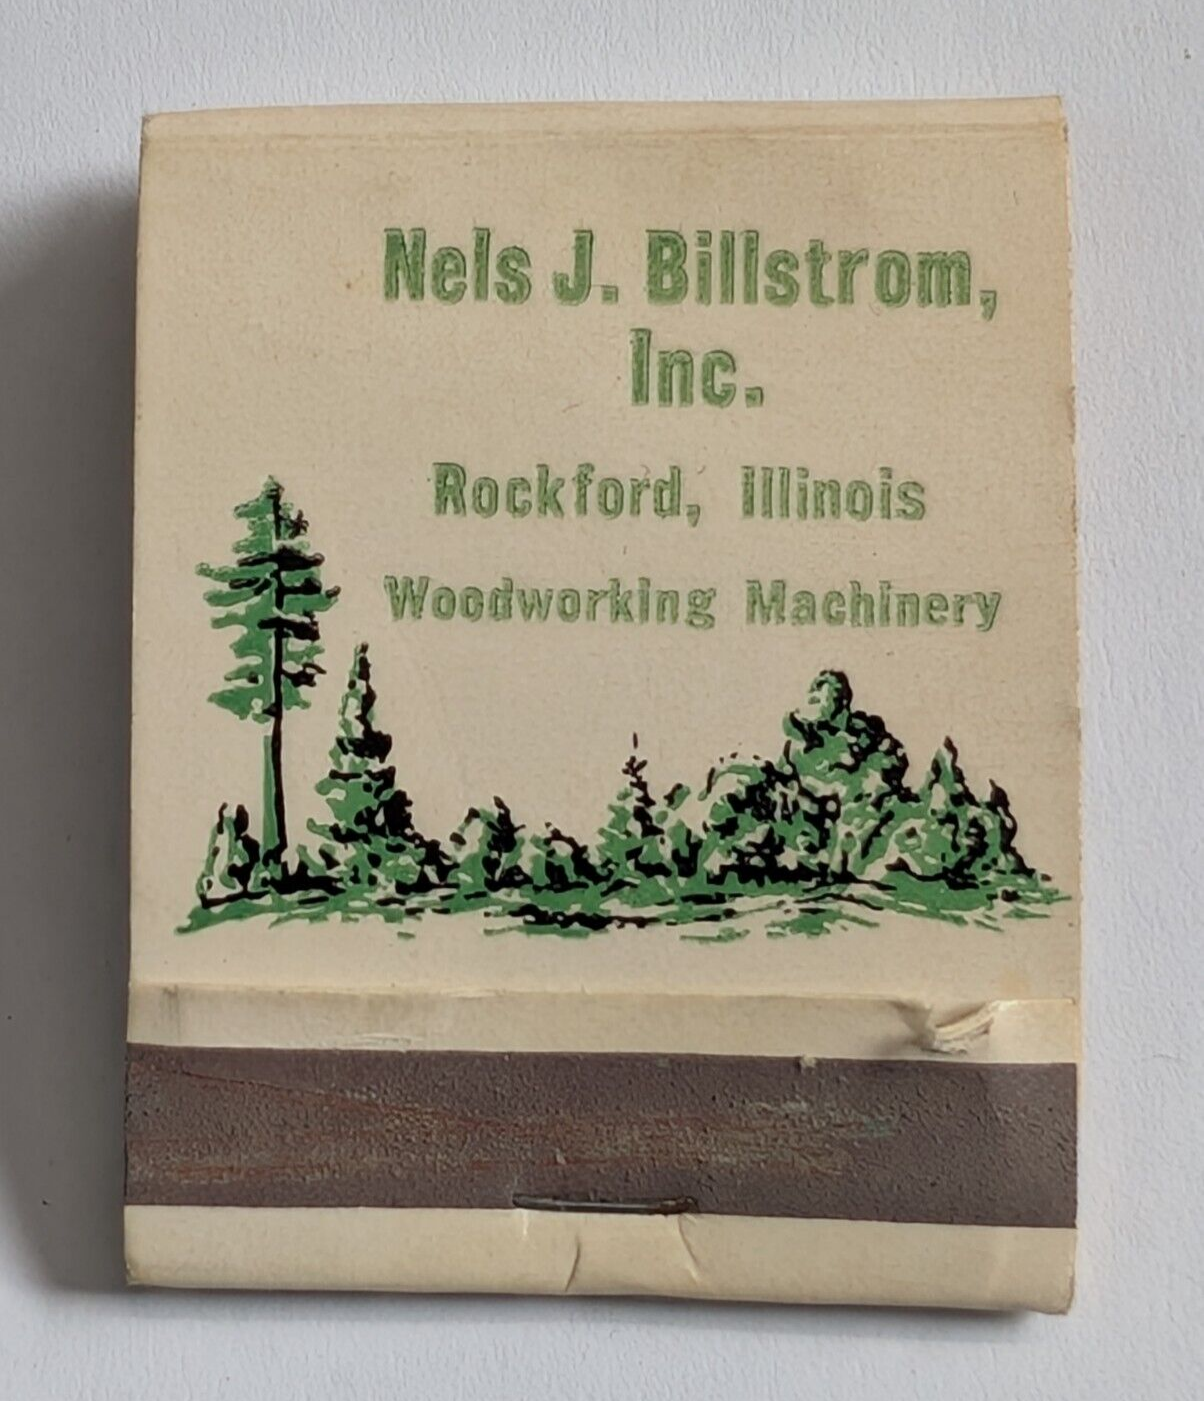 Nels J. Billstrom,
Inc.
Rockford, Illinois
Woodworking Machinery